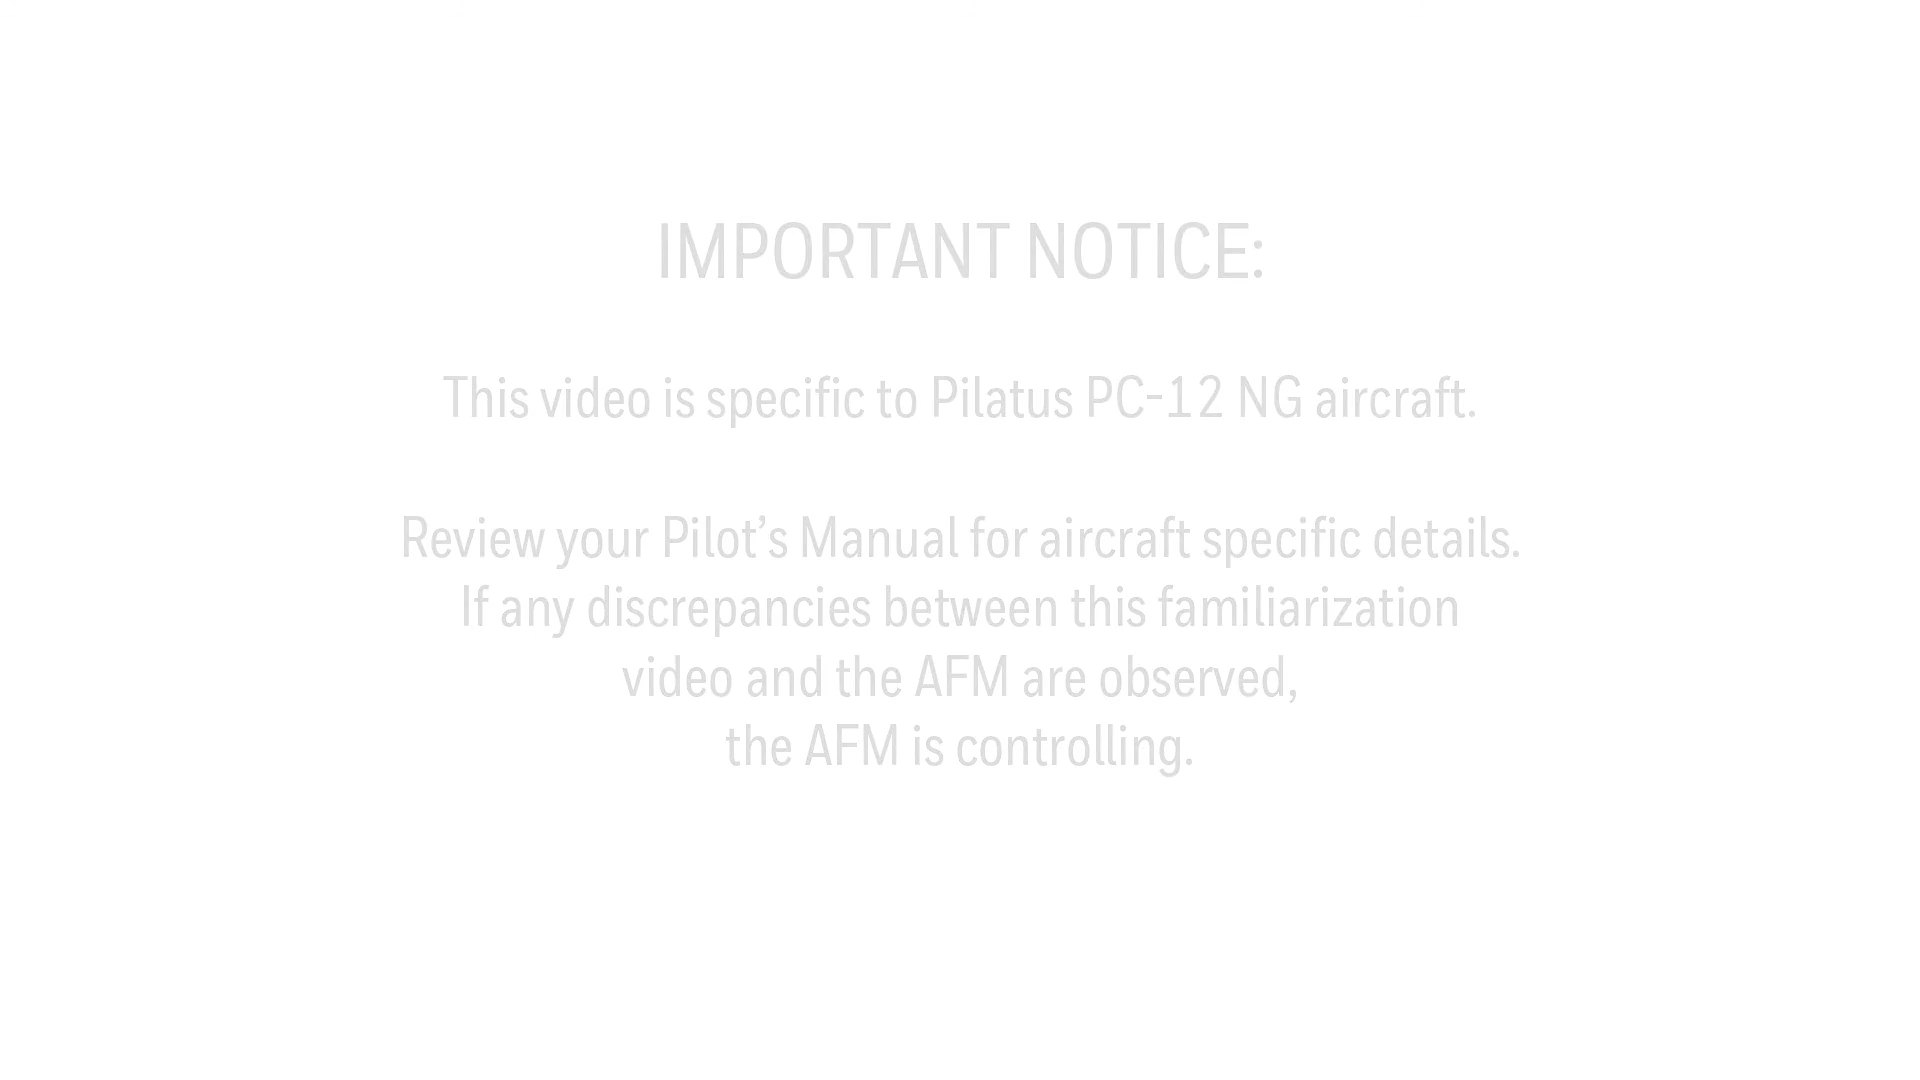 IMPORTANT NOTICE:
This video is specific to Pilatus PC-12 NG aircraft.
Review your Pilot’s Manual for aircraft specific details.
If any discrepancies between this familiarization
video and the AFM are observed,
the AFM is controlling.